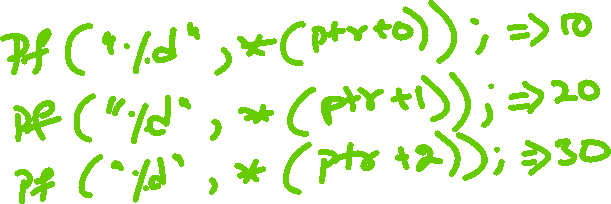 Pf ("%d", *(ptr+0)); => 10
Pf ("%d", *(ptr+1)); => 20
Pf ("%d", *(ptr+2)); => 30